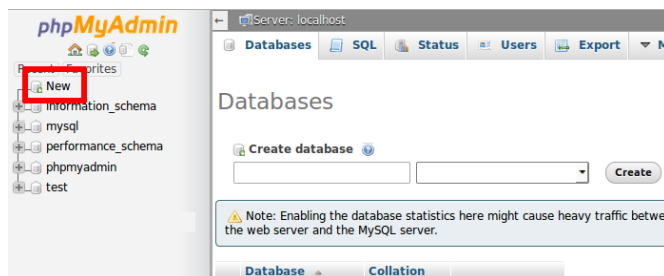 phpMyAdmin
Recent Favorites
New
information_schema
mysql
performance_schema
phpmyadmin
test
Server: localhost
Databases SQL Status Users Export
Databases
Create database
Create
Note: Enabling the database statistics here might cause heavy traffic betwe
the web server and the MySQL server.
Database Collation